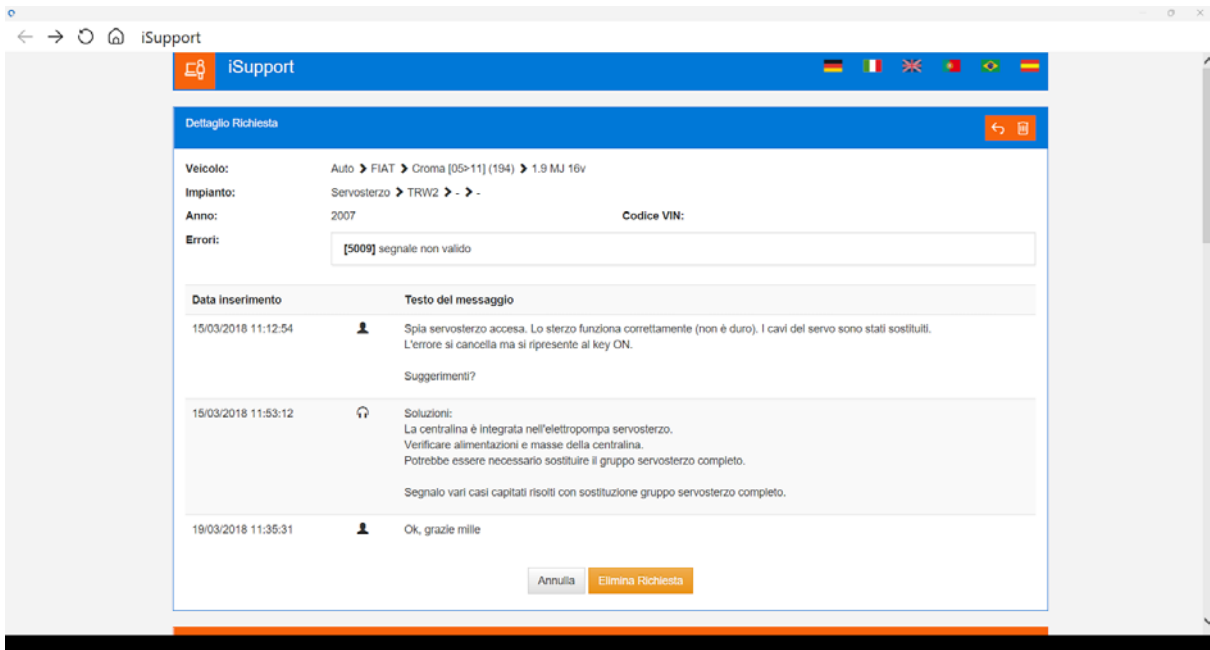 iSupport
iSupport
Dettaglio Richiesta
Veicolo: Auto > FIAT > Croma [05>11] (194) > 1.9 MJ 16v
Impianto: Servosterzo > TRW2 > - > -
Anno: 2007 Codice VIN:
Errori: [5009] segnale non valido
Data inserimento Testo del messaggio
15/03/2018 11:12:54 Spia servosterzo accesa. Lo sterzo funziona correttamente (non è duro). I cavi del servo sono stati sostituiti.
L'errore si cancella ma si ripresente al key ON.
Suggerimenti?
15/03/2018 11:53:12 Soluzioni:
La centralina è integrata nell'elettropompa servosterzo.
Verificare alimentazioni e masse della centralina.
Potrebbe essere necessario sostituire il gruppo servosterzo completo.
Segnalo vari casi capitati risolti con sostituzione gruppo servosterzo completo.
19/03/2018 11:35:31 Ok, grazie mille
Annulla Elimina Richiesta